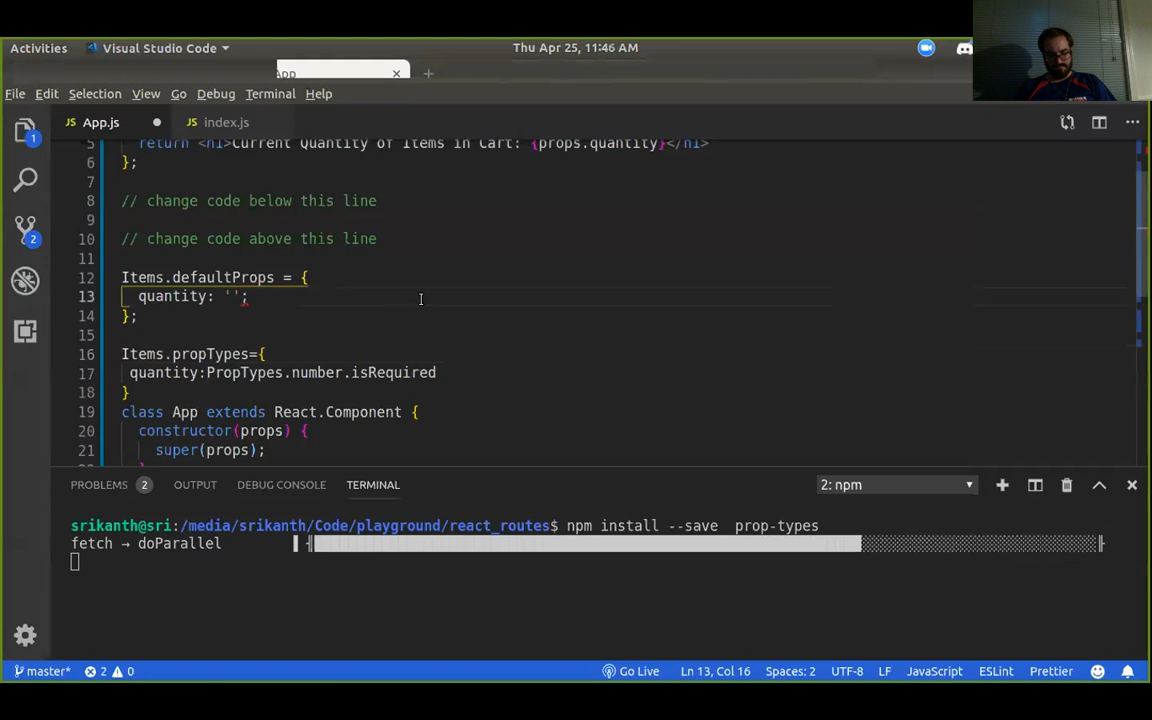 Activities Visual Studio Code Thu Apr 25, 11:46 AM
File Edit Selection View Go Debug Terminal Help
JS App.js JS index.js
5 return <h1>Current Quantity of Items in Cart: {props.quantity}</h1>
6 };
7
8 // change code below this line
9
10 // change code above this line
11
12 Items.defaultProps = {
13 quantity: '';
14 };
15
16 Items.propTypes={
17 quantity:PropTypes.number.isRequired
18 }
19 class App extends React.Component {
20 constructor(props) {
21 super(props);
PROBLEMS 2 OUTPUT DEBUG CONSOLE TERMINAL 2: npm
srikanth@sri:/media/srikanth/Code/playground/react_routes$ npm install --save  prop-types
fetch → doParallel
master* 2 0 Go Live Ln 13, Col 16 Spaces: 2 UTF-8 LF JavaScript ESLint Prettier
1
2
2